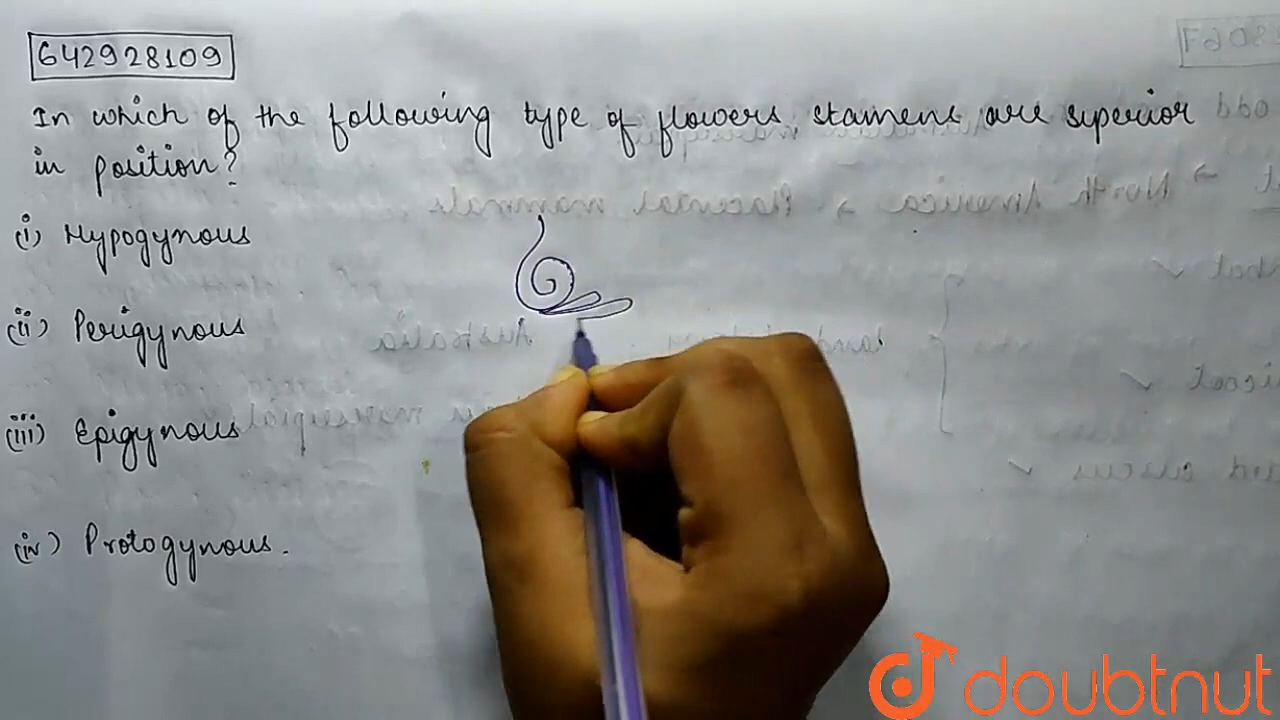 642928109
In which of the following type of flowers stamens are superior
in position?
(i) Hypogynous
(ii) Perigynous
(iii) Epigynous
(iv) Protogynous.
doubtnut